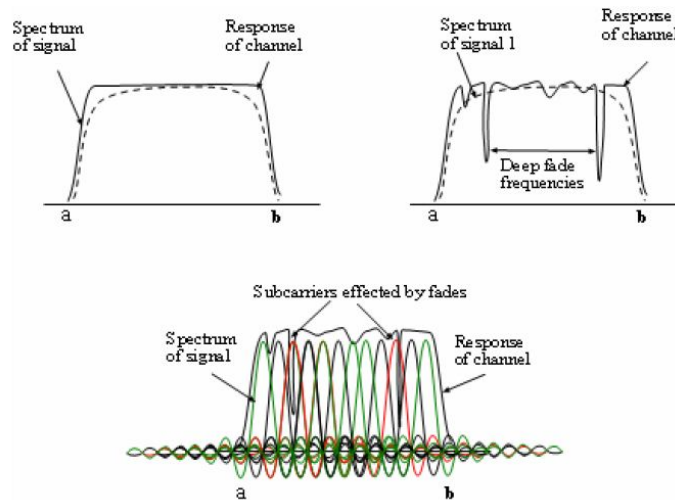 Spectrum of
signal
Response
of channel
a
b
Spectrum
of signal 1
Response
of channel
Deep fade
frequencies
a
b
Subcarriers effected by fades
Spectrum
of signal
Response
of channel
a
b